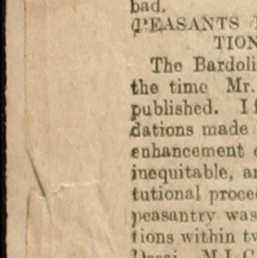 bad.
PEASANTS
TION
The Bardoli
the time Mr.
published. I
dations made
enhancement
inequitable, an
tutional proce
peasantry was
tions within tw
Desai, M.L.C